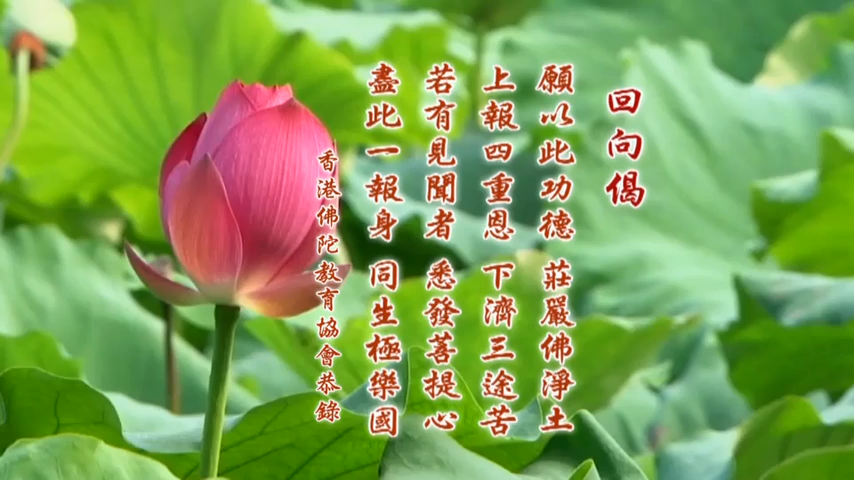 回向偈
願以此功德 莊嚴佛淨土
上報四重恩 下濟三途苦
若有見聞者 悉發菩提心
盡此一報身 同生極樂國
香港佛陀教育協會恭錄